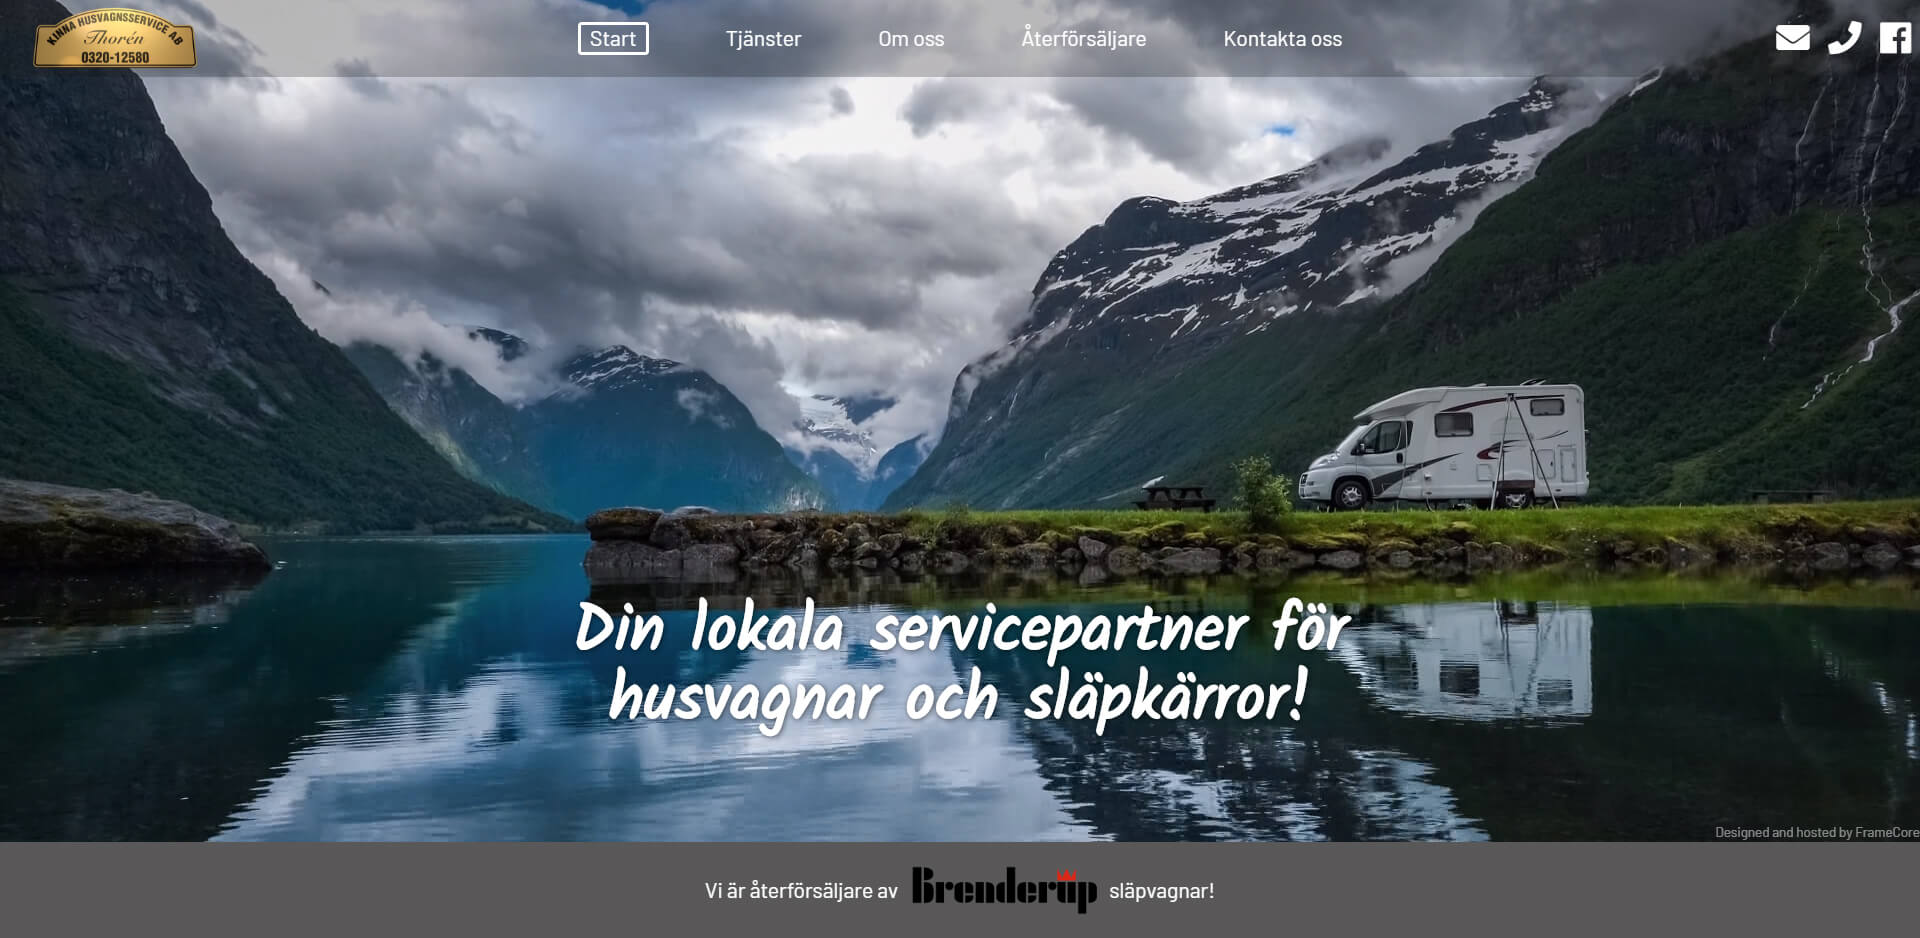 KINNA HUSVAGNSSERVICE AB
Thorén
0320-12580
Start
Tjänster
Om oss
Återförsäljare
Kontakta oss
Din lokala servicepartner för
husvagnar och släpkärror!
Designed and hosted by FrameCore
Vi är återförsäljare av Brenderup släpvagnar!